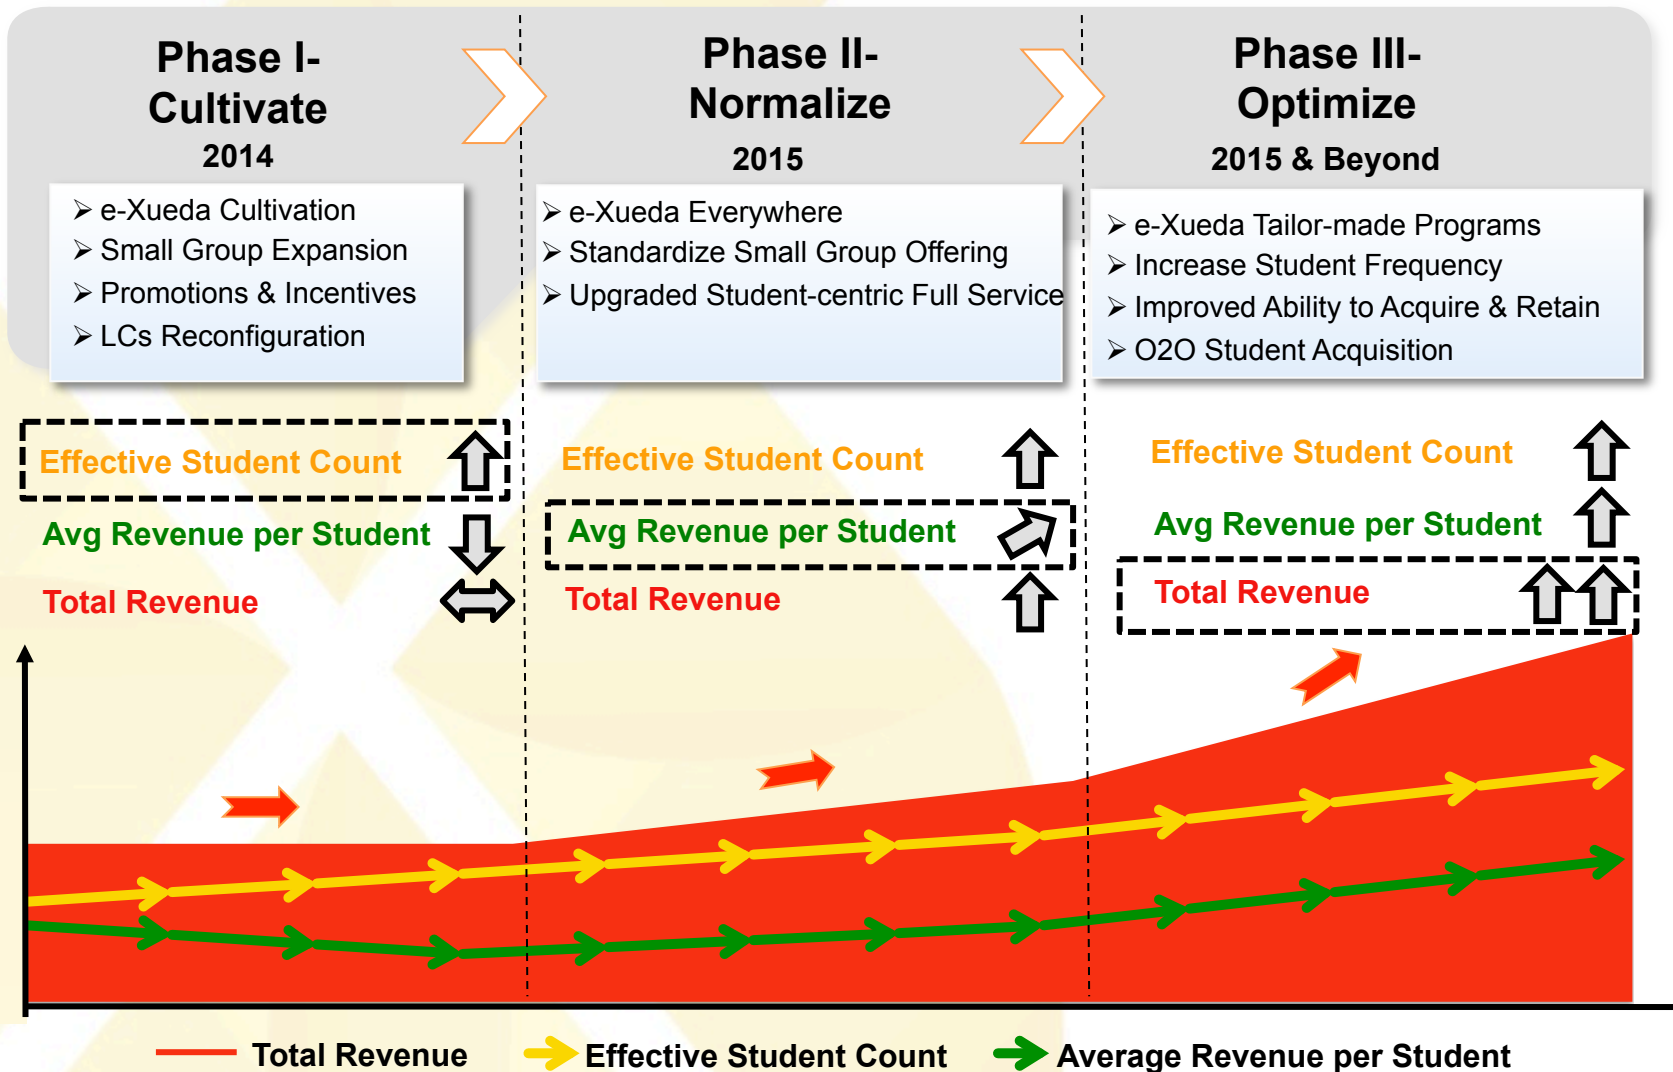 Phase I-
Cultivate
2014
e-Xueda Cultivation
Small Group Expansion
Promotions & Incentives
LCs Reconfiguration
Phase II-
Normalize
2015
e-Xueda Everywhere
Standardize Small Group Offering
Upgraded Student-centric Full Service
Phase III-
Optimize
2015 & Beyond
e-Xueda Tailor-made Programs
Increase Student Frequency
Improved Ability to Acquire & Retain
O2O Student Acquisition
Effective Student Count
Avg Revenue per Student
Total Revenue
Effective Student Count
Avg Revenue per Student
Total Revenue
Effective Student Count
Avg Revenue per Student
Total Revenue
Total Revenue
Effective Student Count
Average Revenue per Student